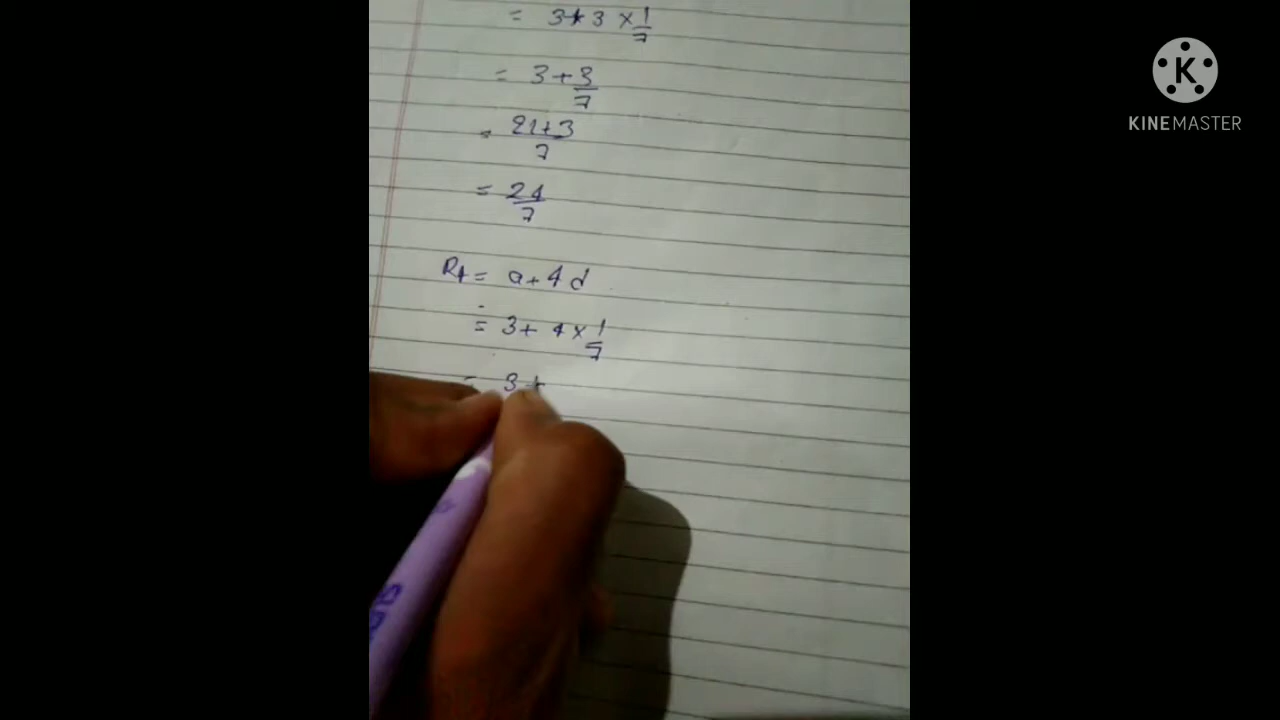 = 3+3 × 1/7
= 3 + 3/7
= 21+3/7
= 24/7
R4 = a + 4d
= 3 + 4 × 1/7
= 3 +
K
KINEMASTER